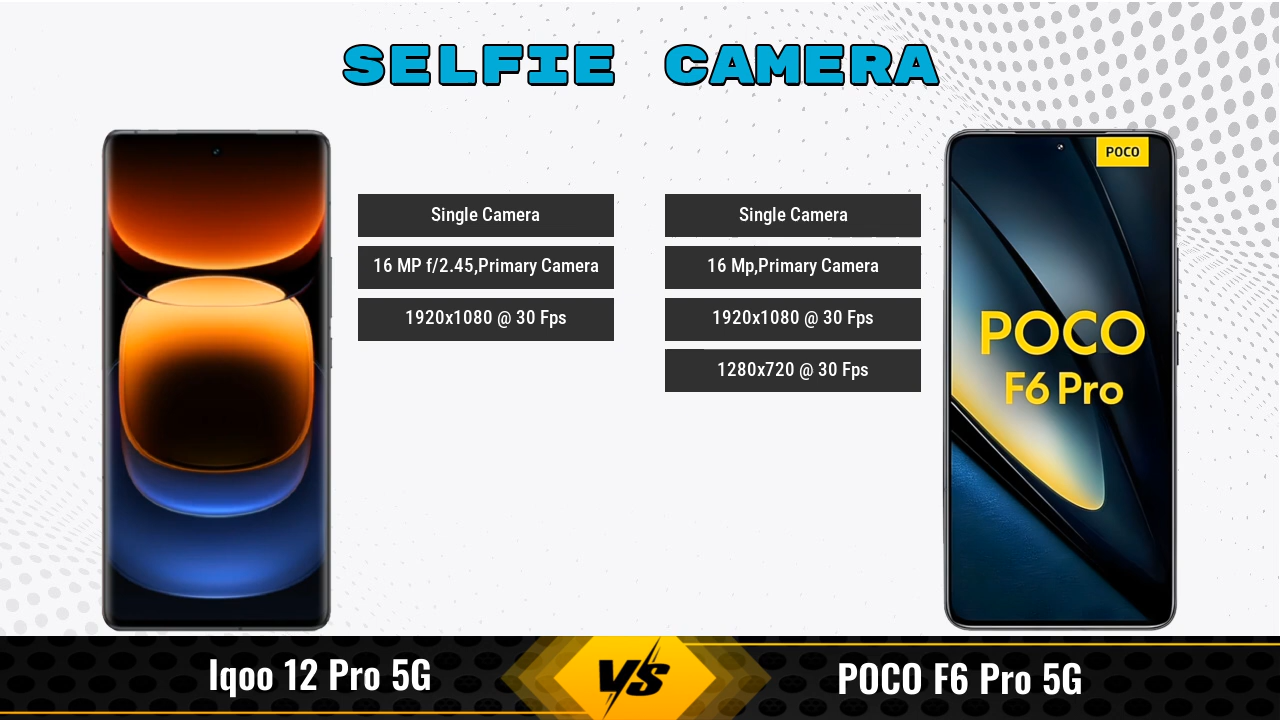 SELFIE CAMERA
Single Camera
16 MP f/2.45,Primary Camera
1920x1080 @ 30 Fps
Single Camera
16 Mp,Primary Camera
1920x1080 @ 30 Fps
1280x720 @ 30 Fps
POCO
POCO
F6 Pro
Iqoo 12 Pro 5G
VS
POCO F6 Pro 5G